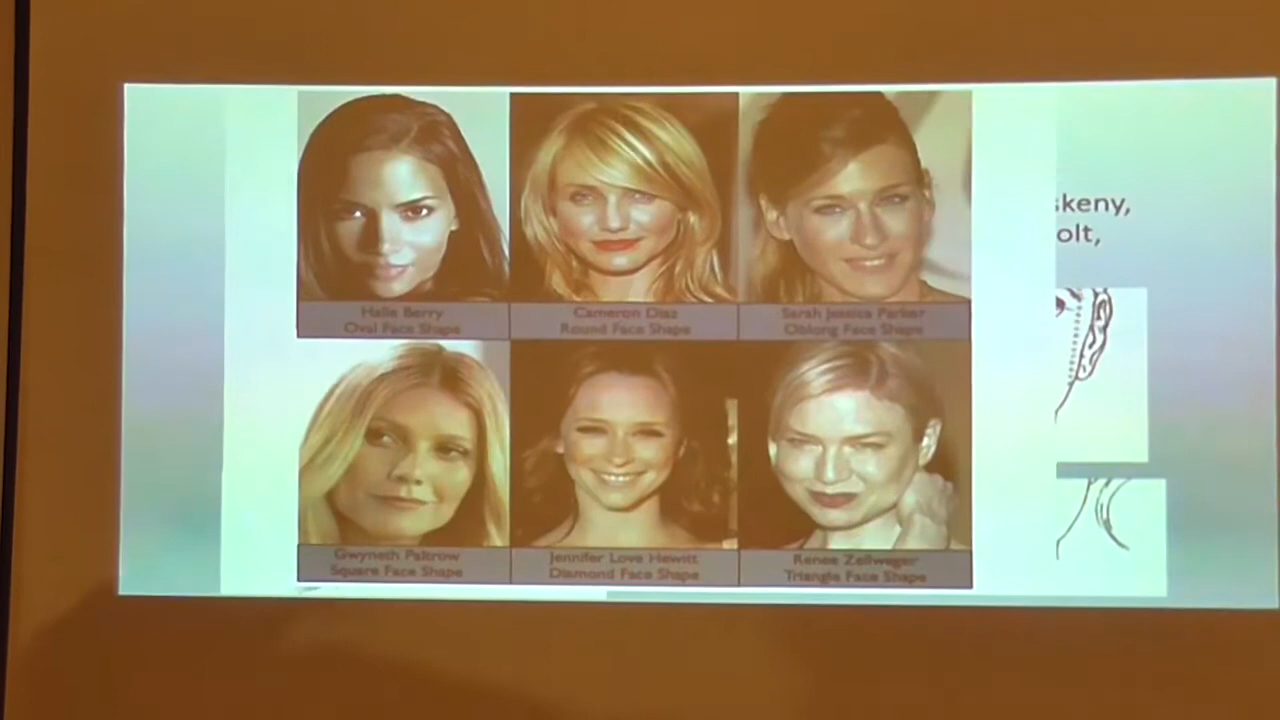 skeny,
olt,
Halle Berry
Oval Face Shape
Cameron Diaz
Round Face Shape
Sarah Jessica Parker
Oblong Face Shape
Gwyneth Paltrow
Square Face Shape
Jennifer Love Hewitt
Diamond Face Shape
Renee Zellweger
Triangle Face Shape